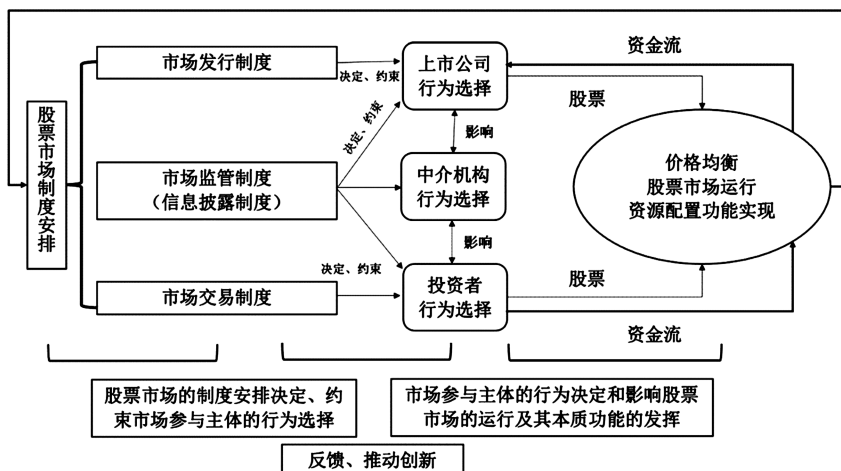 资金流
市场发行制度
决定、约束
上市公司
行为选择
股票
决定、约束
影响
股票市场制度安排
市场监管制度
（信息披露制度）
中介机构
行为选择
价格均衡
股票市场运行
资源配置功能实现
影响
决定、约束
市场交易制度
投资者
行为选择
股票
资金流
股票市场的制度安排决定、约
束市场参与主体的行为选择
市场参与主体的行为决定和影响股票
市场的运行及其本质功能的发挥
反馈、推动创新